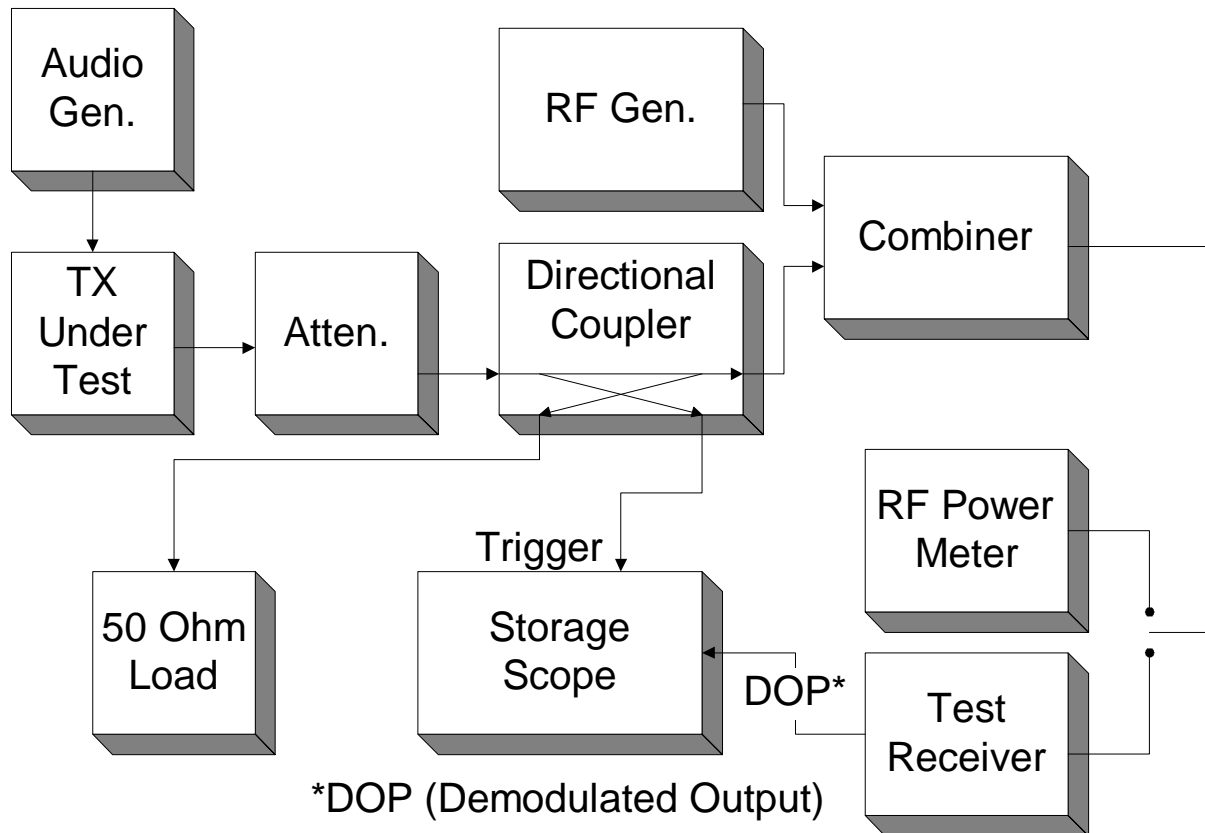 Audio
Gen.
RF Gen.
Combiner
TX
Under
Test
Atten.
Directional
Coupler
RF Power
Meter
Trigger
50 Ohm
Load
Storage
Scope
DOP*
Test
Receiver
*DOP (Demodulated Output)